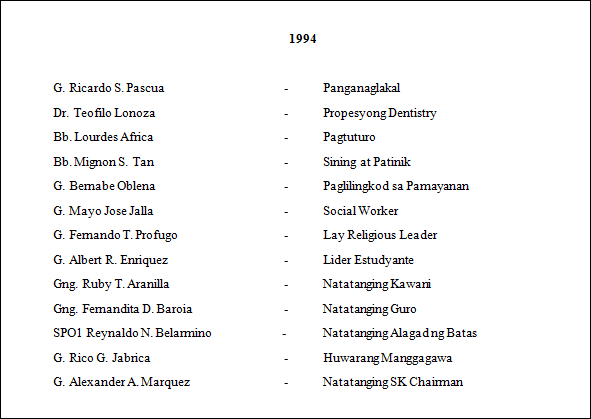 1994
G. Ricardo S. Pascua - Panganaglakal
Dr. Teofilo Lonoza - Propesyong Dentistry
Bb. Lourdes Africa - Pagtuturo
Bb. Mignon S. Tan - Sining at Patinik
G. Bernabe Oblena - Paglilingkod sa Pamayanan
G. Mayo Jose Jalla - Social Worker
G. Fernando T. Profugo - Lay Religious Leader
G. Albert R. Enriquez - Lider Estudyante
Gng. Ruby T. Aranilla - Natatanging Kawani
Gng. Fernandita D. Baroia - Natatanging Guro
SPO1 Reynaldo N. Belarmino - Natatanging Alagad ng Batas
G. Rico G. Jabrica - Huwarang Manggagawa
G. Alexander A. Marquez - Natatanging SK Chairman